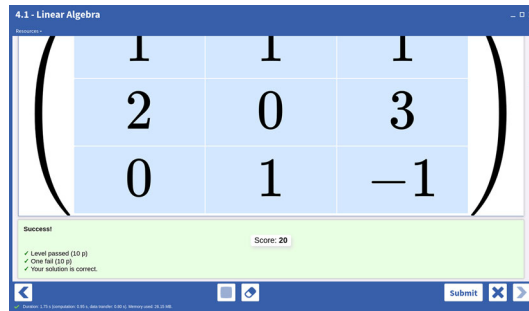 4.1 - Linear Algebra
Resources
1 1 1
2 0 3
0 1 −1
Success!
Score: 20
✓ Level passed (10 p)
✓ One fail (10 p)
✓ Your solution is correct.
Submit